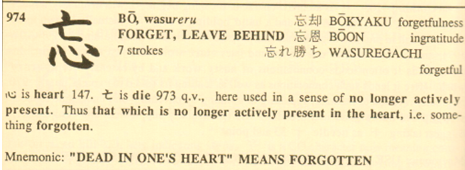 974 忘 BŌ, wasureru 忘却 BŌKYAKU forgetfulness
FORGET, LEAVE BEHIND 忘恩 BŌON ingratitude
7 strokes 忘れ勝ち WASUREGACHI
forgetful
心 is heart 147. 亡 is die 973 q.v., here used in a sense of no longer actively
present. Thus that which is no longer actively present in the heart, i.e. some-
thing forgotten.
Mnemonic: "DEAD IN ONE'S HEART" MEANS FORGOTTEN